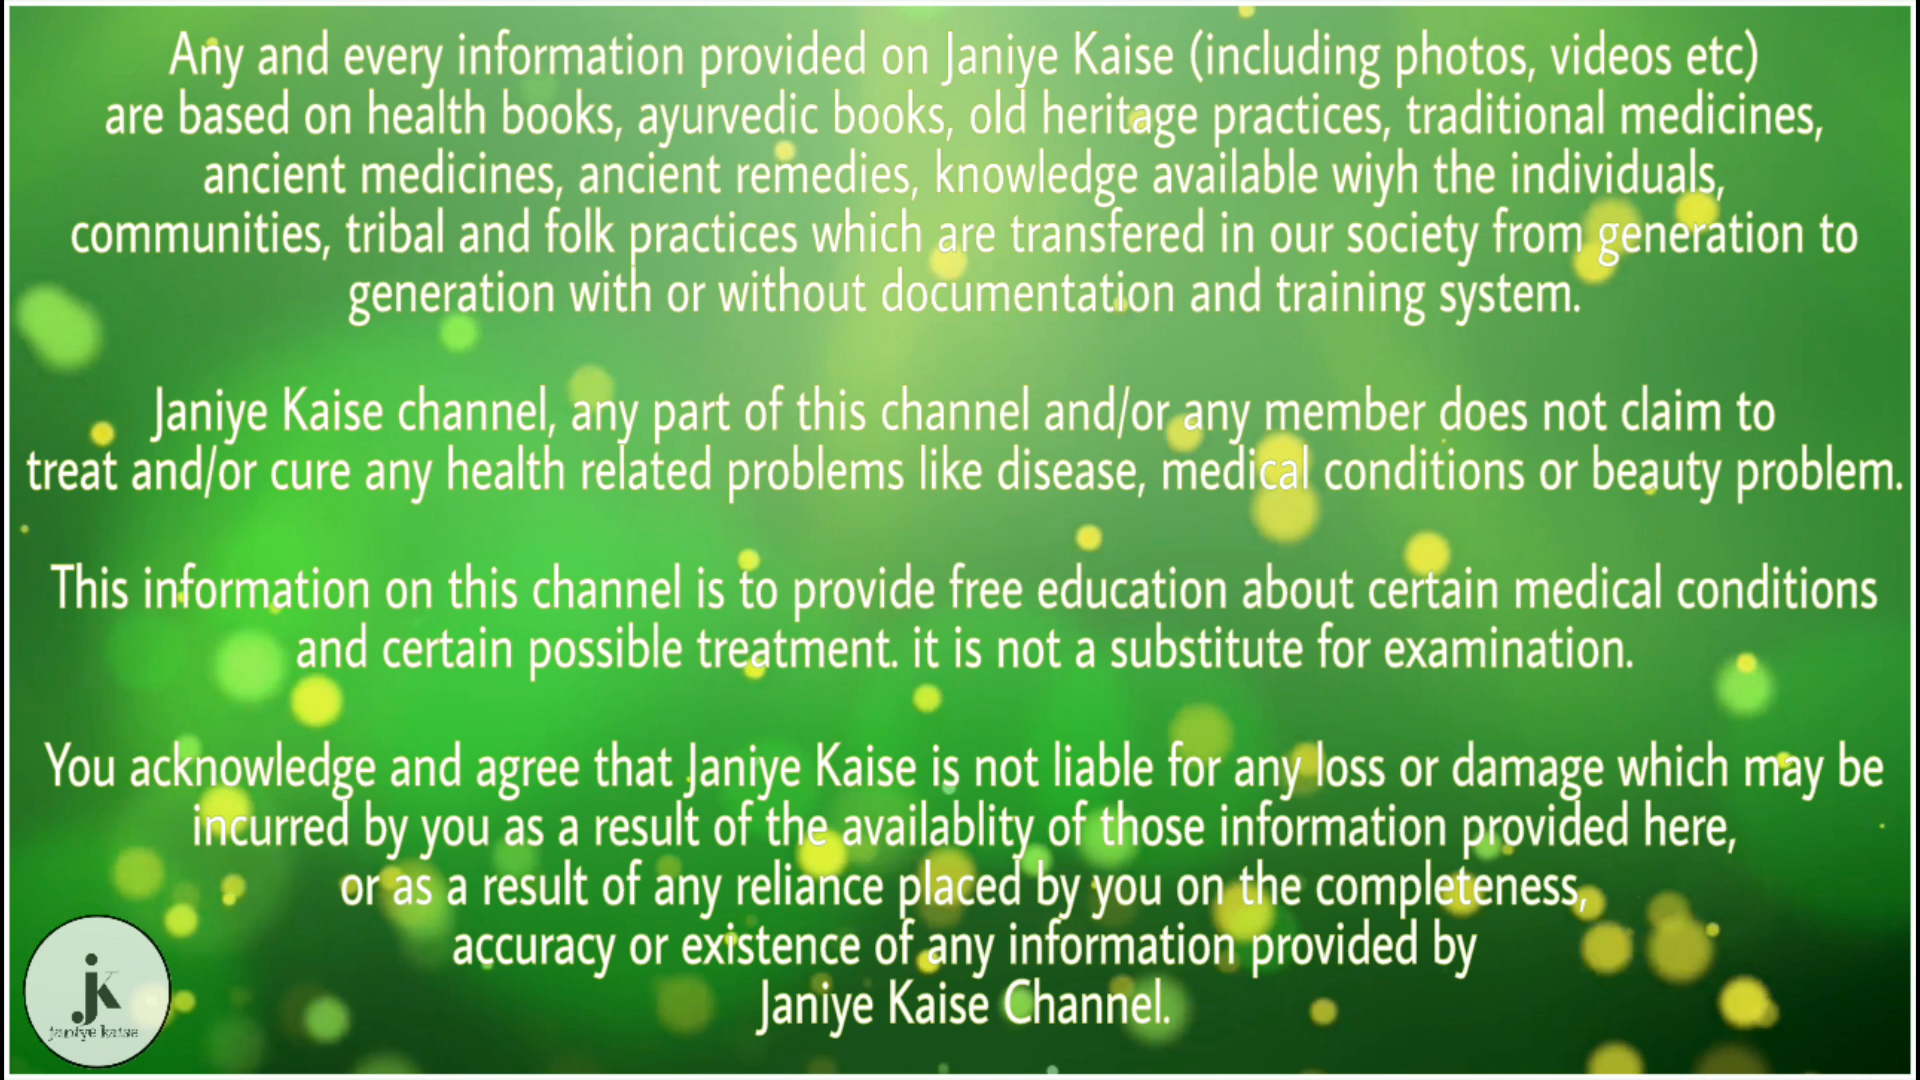 Any and every information provided on Janiye Kaise (including photos, videos etc)
are based on health books, ayurvedic books, old heritage practices, traditional medicines,
ancient medicines, ancient remedies, knowledge available wiyh the individuals,
communities, tribal and folk practices which are transfered in our society from generation to
generation with or without documentation and training system.
Janiye Kaise channel, any part of this channel and/or any member does not claim to
treat and/or cure any health related problems like disease, medical conditions or beauty problem.
This information on this channel is to provide free education about certain medical conditions
and certain possible treatment. it is not a substitute for examination.
You acknowledge and agree that Janiye Kaise is not liable for any loss or damage which may be
incurred by you as a result of the availablity of those information provided here,
or as a result of any reliance placed by you on the completeness,
accuracy or existence of any information provided by
Janiye Kaise Channel.
jk
janiye kaise